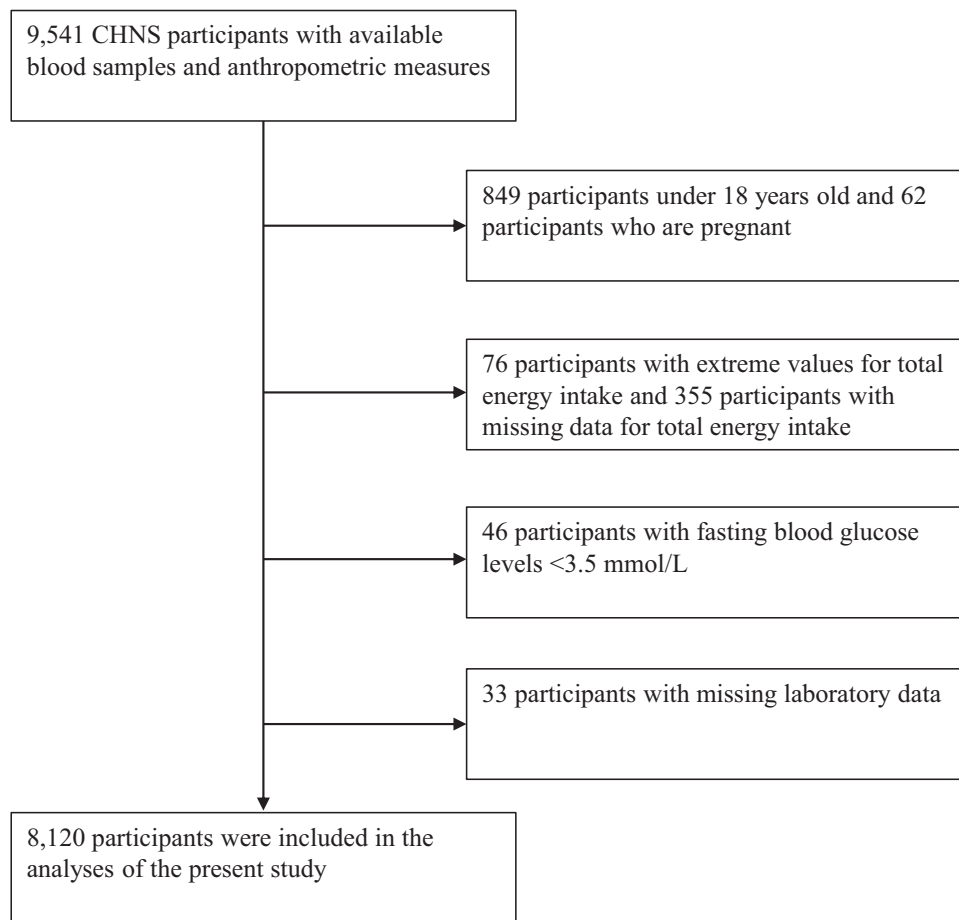 9,541 CHNS participants with available
blood samples and anthropometric measures
849 participants under 18 years old and 62
participants who are pregnant
76 participants with extreme values for total
energy intake and 355 participants with
missing data for total energy intake
46 participants with fasting blood glucose
levels <3.5 mmol/L
33 participants with missing laboratory data
8,120 participants were included in the
analyses of the present study